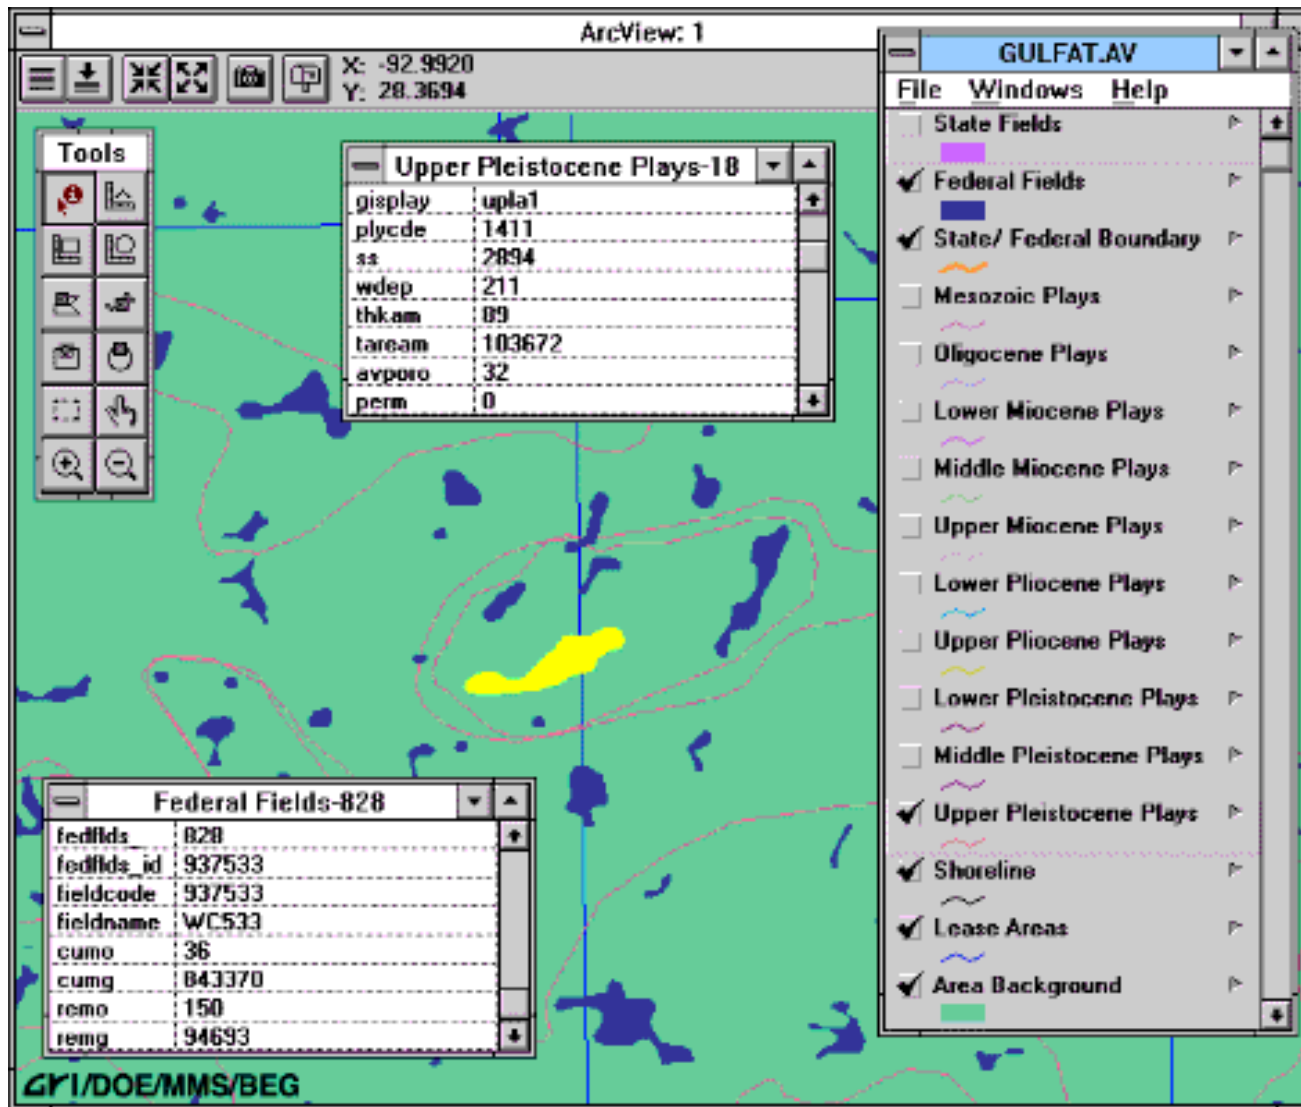 ArcView: 1
X: -92.9920
Y: 28.3694
Tools
Upper Pleistocene Plays-18
gisplay upla1
plycde 1411
ss 2894
wdep 211
thkam 89
taream 103672
avporo 32
perm 0
Federal Fields-828
fedflds_ 828
fedflds_id 937533
fieldcode 937533
fieldname WC533
cumo 36
cumg 843370
remo 150
remg 94693
GRI/DOE/MMS/BEG
GULFAT.AV
File Windows Help
State Fields
Federal Fields
State/ Federal Boundary
Mesozoic Plays
Oligocene Plays
Lower Miocene Plays
Middle Miocene Plays
Upper Miocene Plays
Lower Pliocene Plays
Upper Pliocene Plays
Lower Pleistocene Plays
Middle Pleistocene Plays
Upper Pleistocene Plays
Shoreline
Lease Areas
Area Background